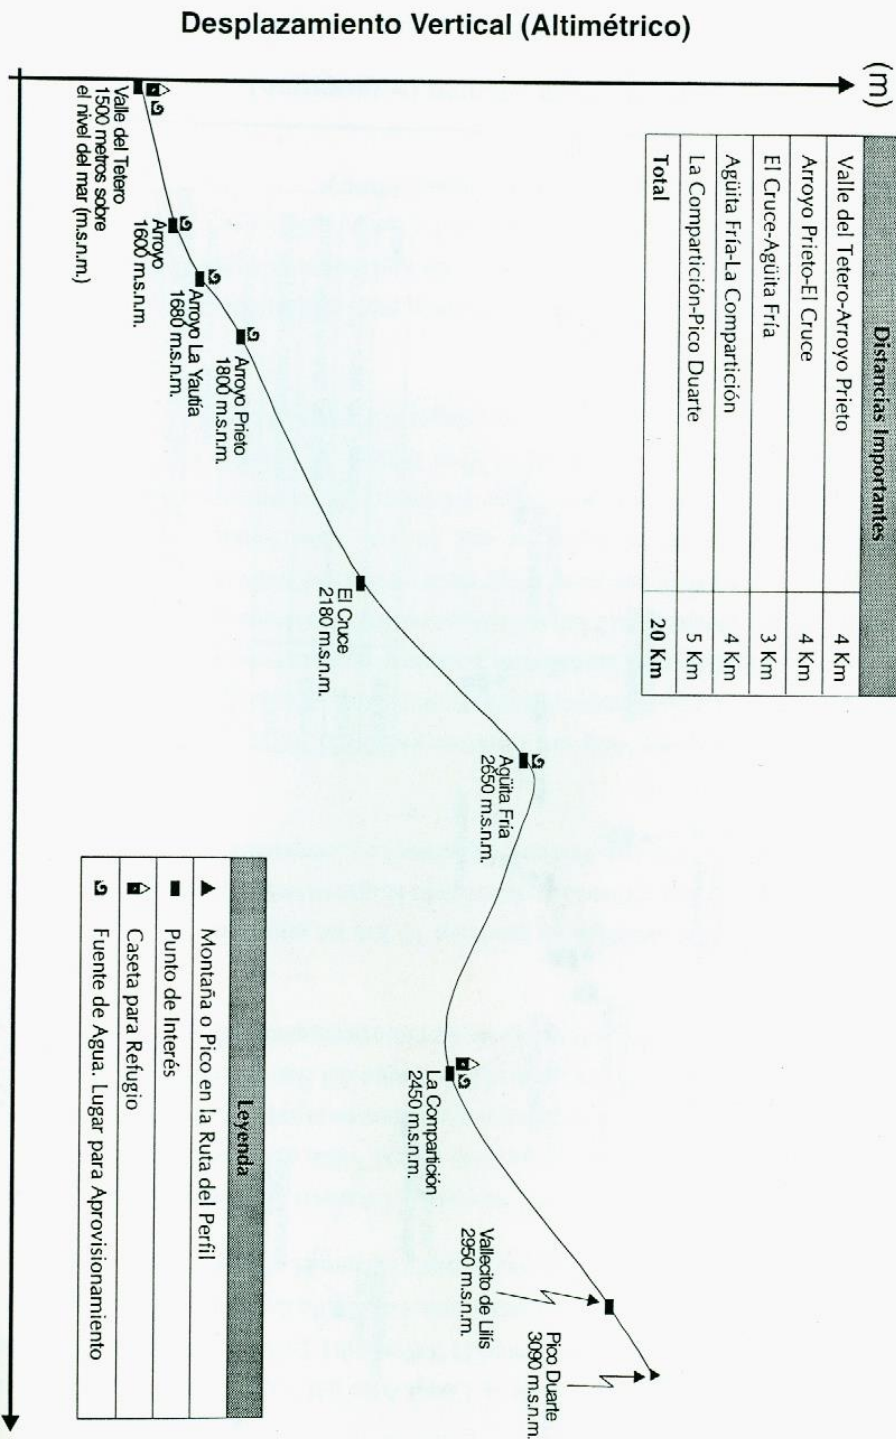 Desplazamiento Vertical (Altimétrico)
(m)
Distancias Importantes
Valle del Tetero-Arroyo Prieto 4 Km
Arroyo Prieto-El Cruce 4 Km
El Cruce-Agüita Fría 3 Km
Agüita Fría-La Compartición 4 Km
La Compartición-Pico Duarte 5 Km
Total 20 Km
Valle del Tetero
1500 metros sobre
el nivel del mar (m.s.n.m.)
Arroyo
1600 m.s.n.m.
Arroyo La Yautía
1680 m.s.n.m.
Arroyo Prieto
1800 m.s.n.m.
El Cruce
2180 m.s.n.m.
Agüita Fría
2650 m.s.n.m.
La Compartición
2450 m.s.n.m.
Vallecito de Lilís
2950 m.s.n.m.
Pico Duarte
3090 m.s.n.m.
Leyenda
Montaña o Pico en la Ruta del Perfil
Punto de Interés
Caseta para Refugio
Fuente de Agua. Lugar para Aprovisionamiento